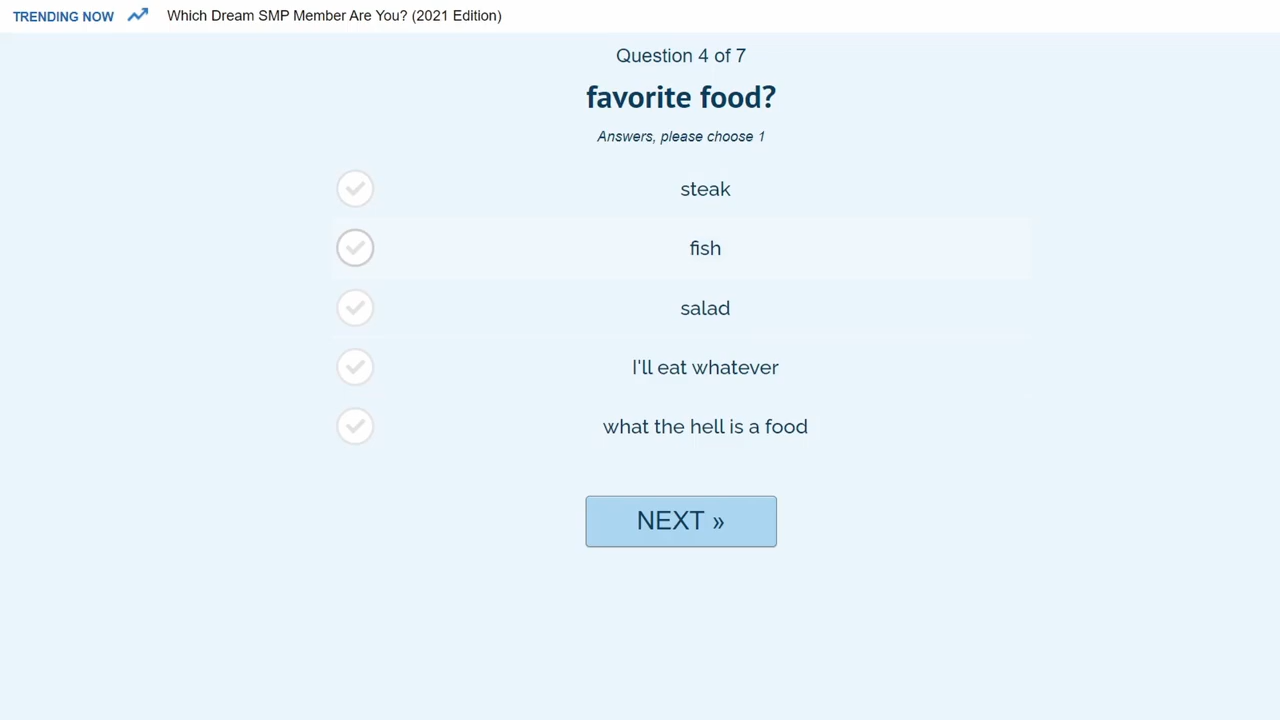 TRENDING NOW Which Dream SMP Member Are You? (2021 Edition)
Question 4 of 7
favorite food?
Answers, please choose 1
steak
fish
salad
I'll eat whatever
what the hell is a food
NEXT »